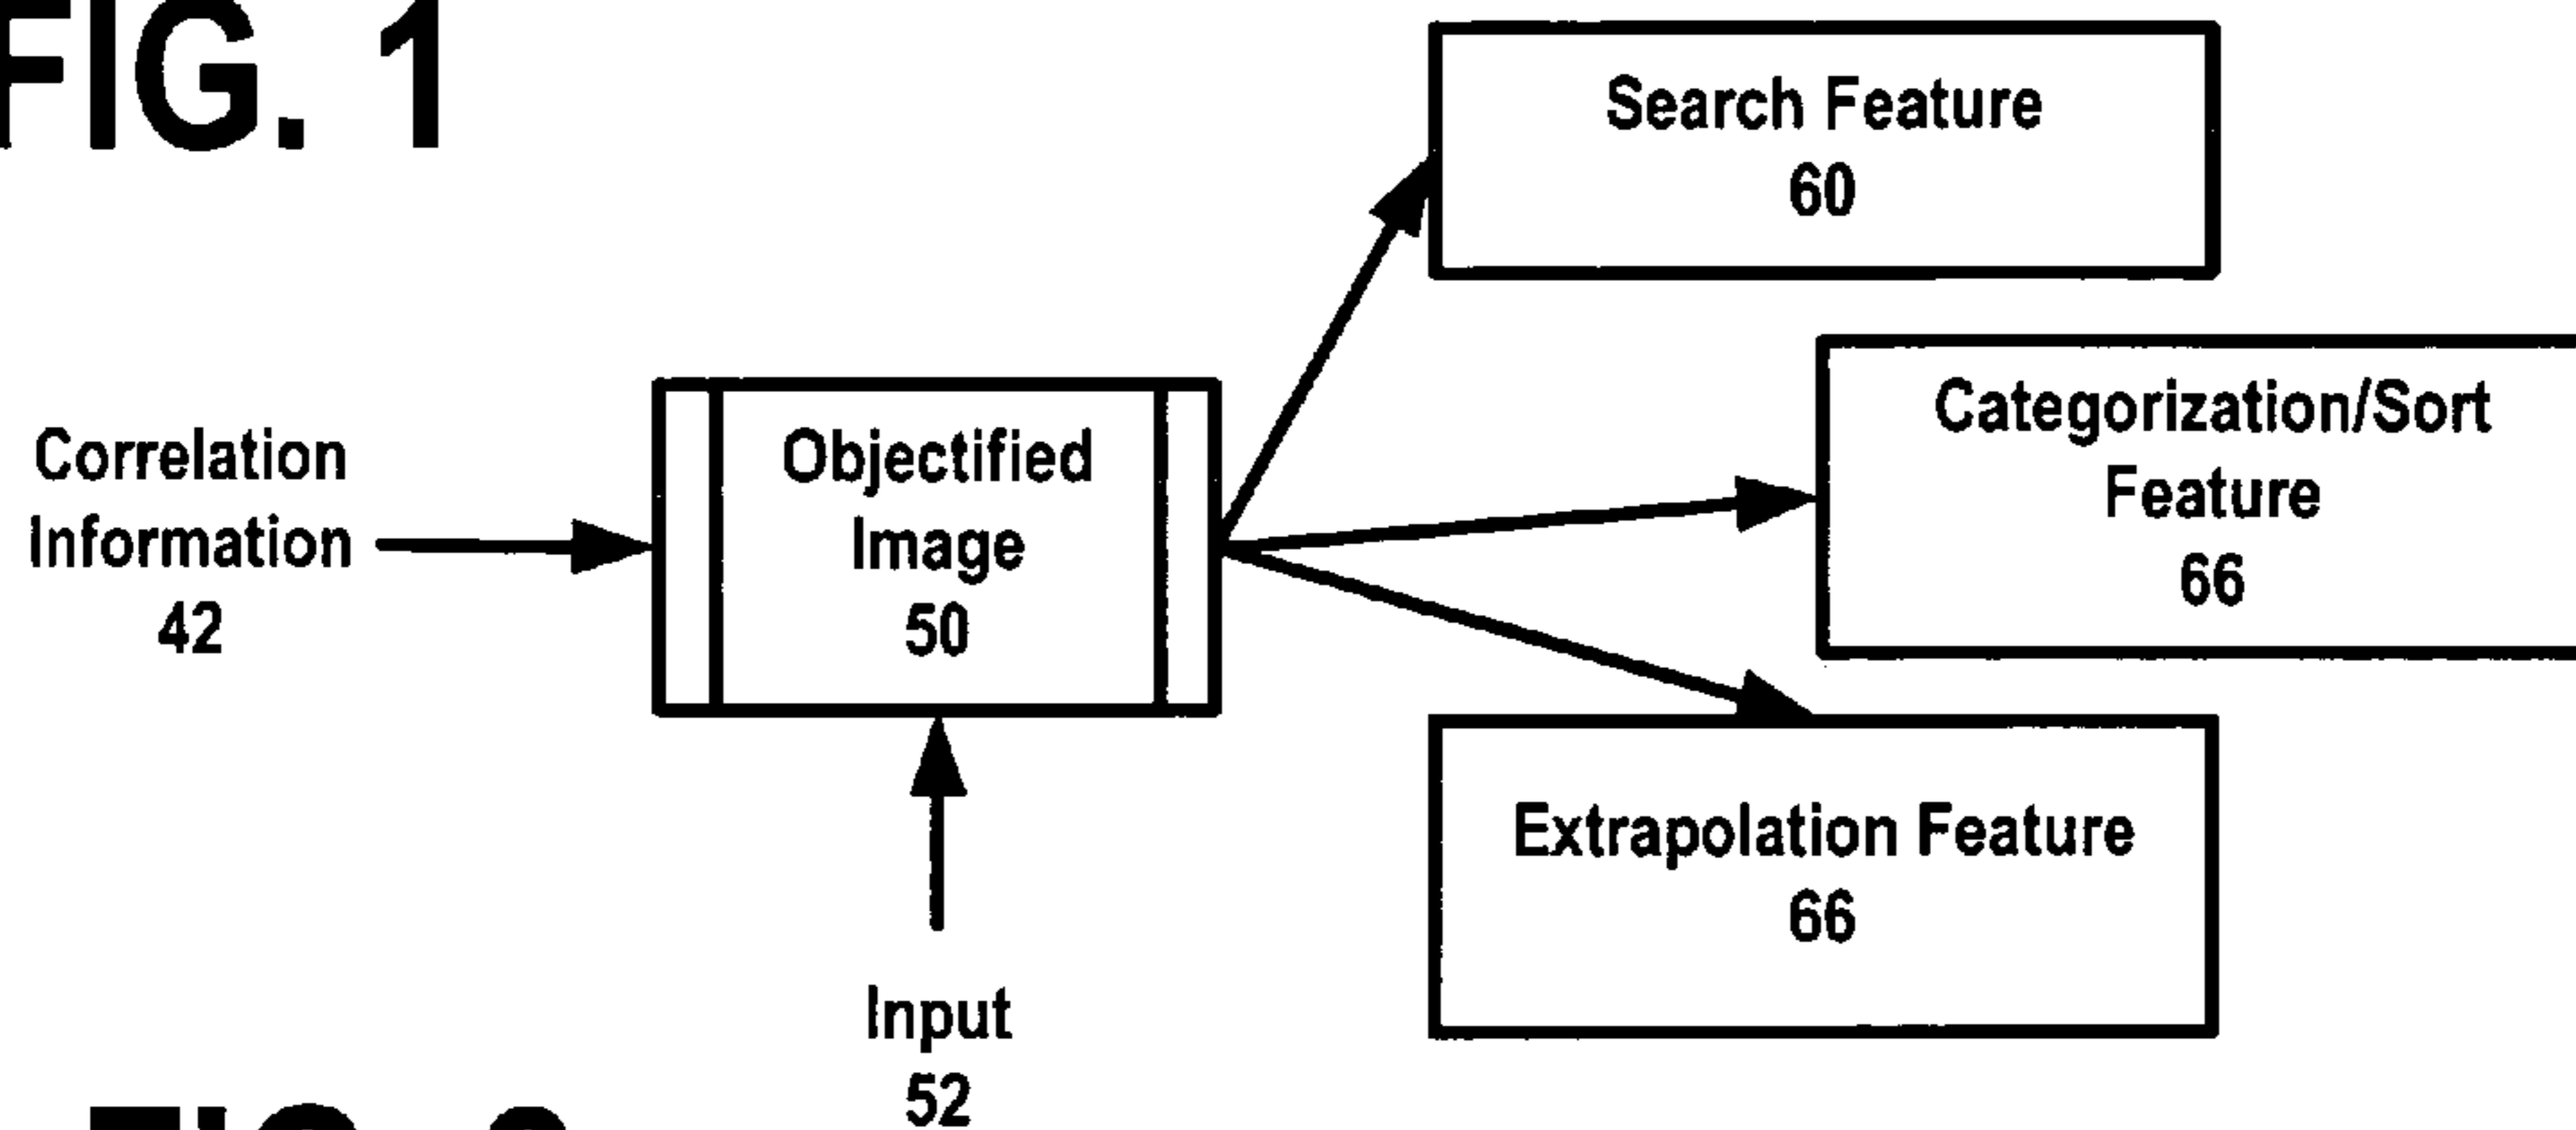 FIG. 1
Search Feature
60
Categorization/Sort
Feature
66
Correlation
Information
42
Objectified
Image
50
Extrapolation Feature
66
Input
52